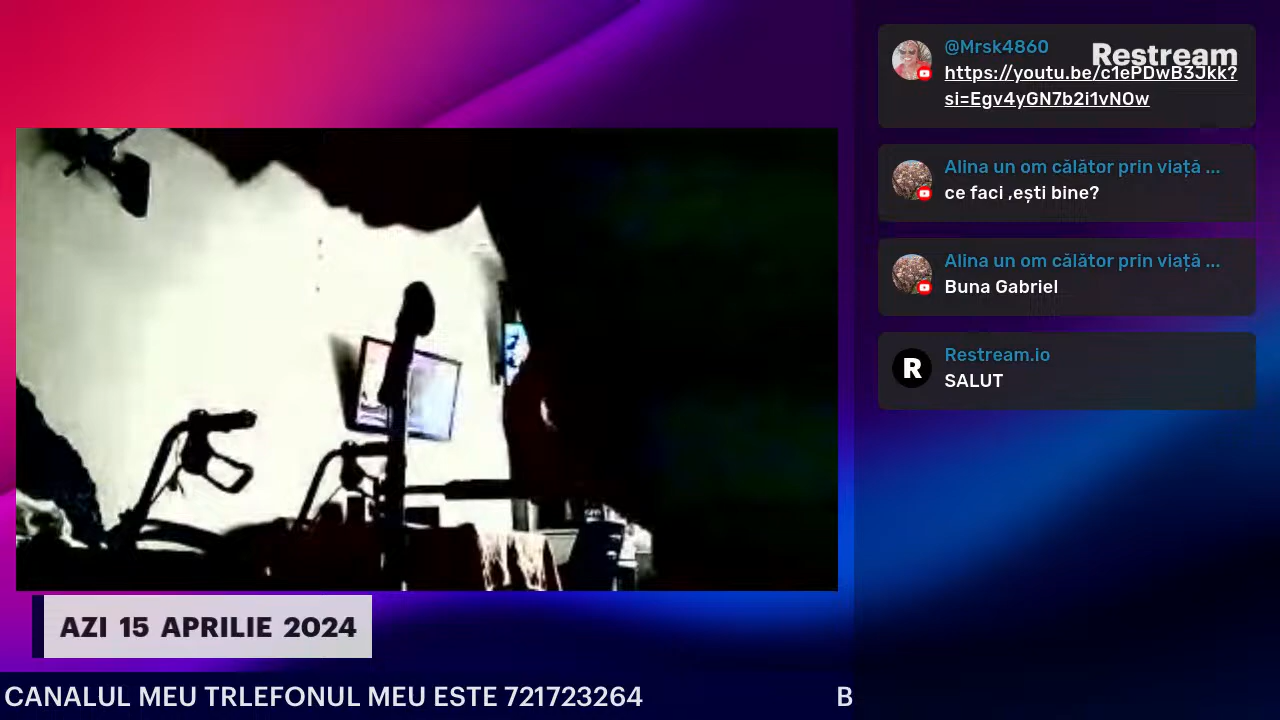 @Mrsk4860
Restream
https://youtu.be/c1ePDwB3Jkk?
si=Egv4yGN7b2i1vNOw
Alina un om călător prin viață ...
ce faci ,ești bine?
Alina un om călător prin viață ...
Buna Gabriel
R
Restream.io
SALUT
AZI 15 APRILIE 2024
CANALUL MEU TRLEFONUL MEU ESTE 721723264 B